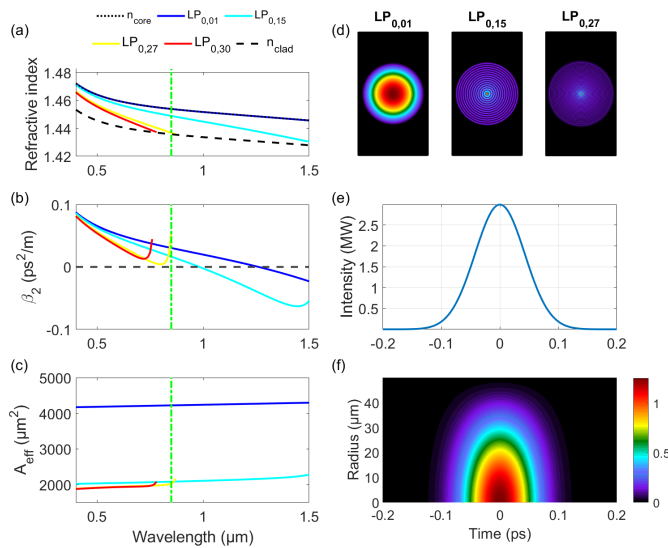 n_core LP_0,01 LP_0,15
LP_0,27 LP_0,30 n_clad
(a)
Refractive index
1.48
1.46
1.44
1.42
0.5 1 1.5
(b)
β_2 (ps^2/m)
0.1
0
-0.1
0.5 1 1.5
(c)
A_eff (μm^2)
5000
4000
3000
2000
0.5 1 1.5
Wavelength (μm)
(d)
LP_0,01 LP_0,15 LP_0,27
(e)
Intensity (MW)
2.5
2
1.5
1
0.5
-0.2 -0.1 0 0.1 0.2
(f)
Radius (μm)
40
30
20
10
0
-0.2 -0.1 0 0.1 0.2
Time (ps)
1
0.5
0